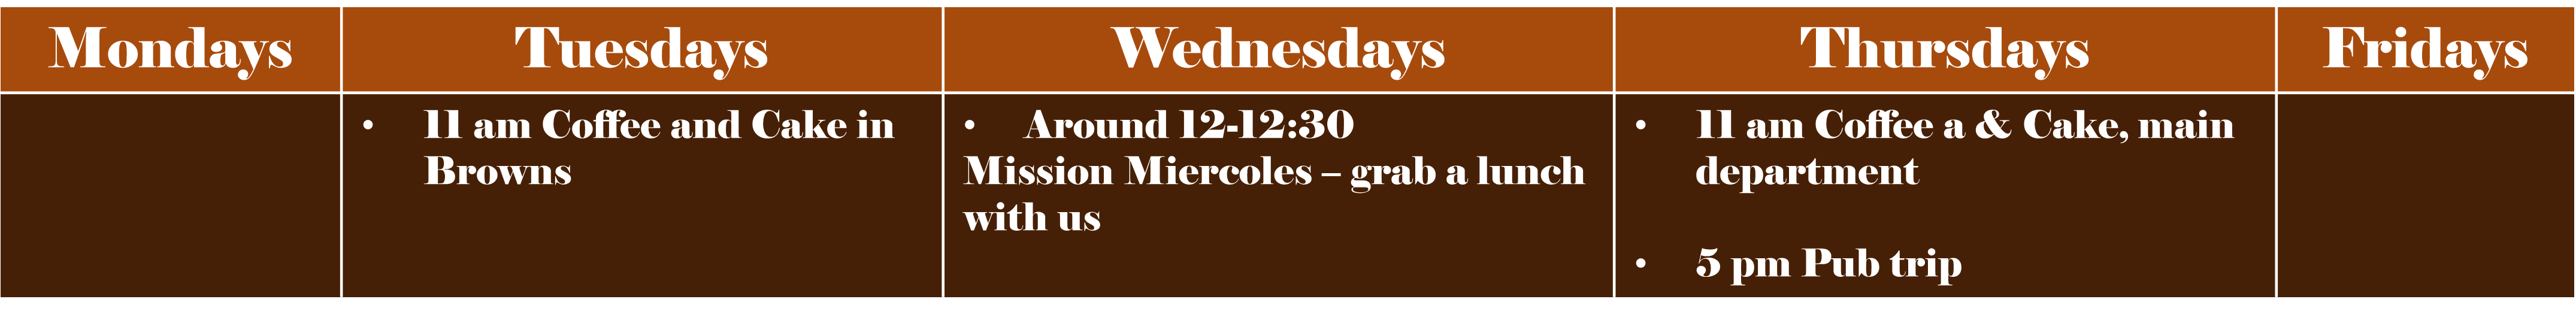 Mondays
Tuesdays
Wednesdays
Thursdays
Fridays
• 11 am Coffee and Cake in
Browns
• Around 12-12:30
Mission Miercoles – grab a lunch
with us
• 11 am Coffee a & Cake, main
department
• 5 pm Pub trip